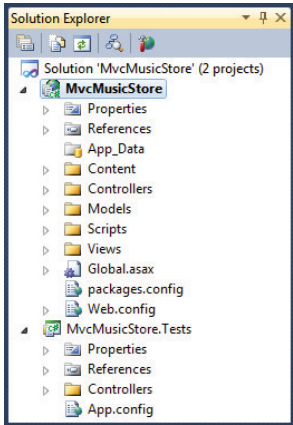 Solution Explorer
Solution 'MvcMusicStore' (2 projects)
MvcMusicStore
Properties
References
App_Data
Content
Controllers
Models
Scripts
Views
Global.asax
packages.config
Web.config
MvcMusicStore.Tests
Properties
References
Controllers
App.config